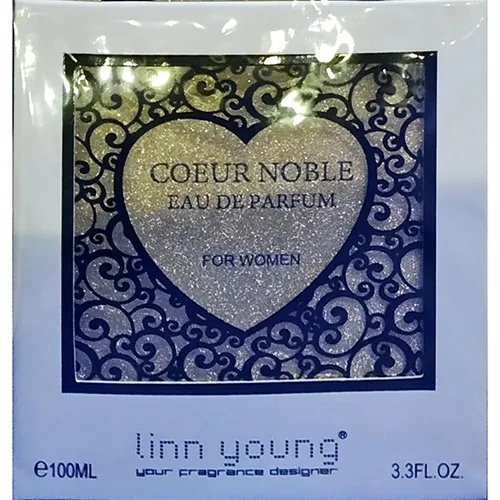 COEUR NOBLE
EAU DE PARFUM
FOR WOMEN
linn young®
your fragrance designer
℮100ML
3.3FL.OZ.